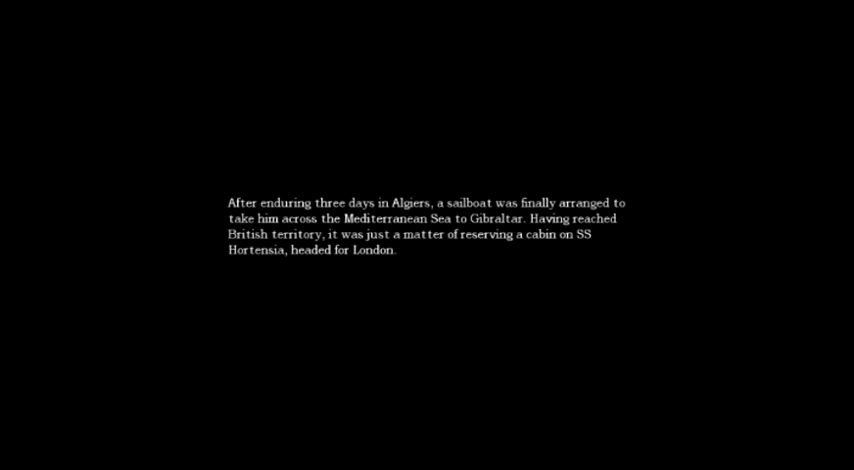 After enduring three days in Algiers, a sailboat was finally arranged to
take him across the Mediterranean Sea to Gibraltar. Having reached
British territory, it was just a matter of reserving a cabin on SS
Hortensia, headed for London.